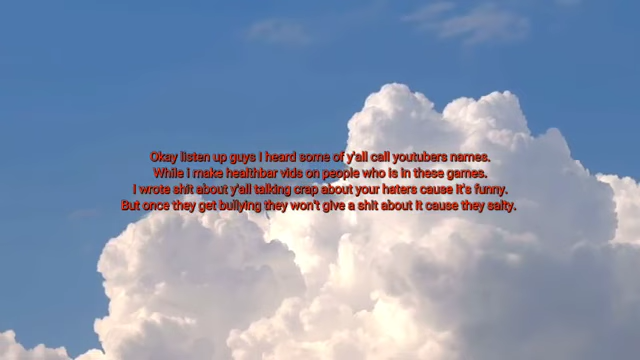 Okay listen up guys I heard some of y'all call youtubers names.
While I make healthbar vids on people who is in these games.
I wrote shit about y'all talking crap about your haters cause it's funny.
But once they get bullying they won't give a shit about it cause they salty.